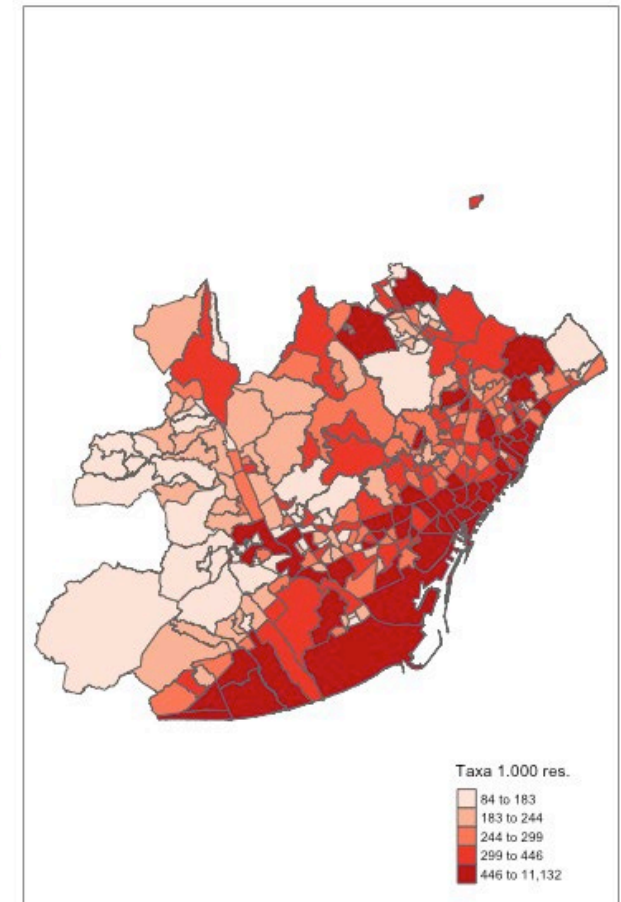 Taxa 1.000 res.
84 to 183
183 to 244
244 to 299
299 to 446
446 to 11,132